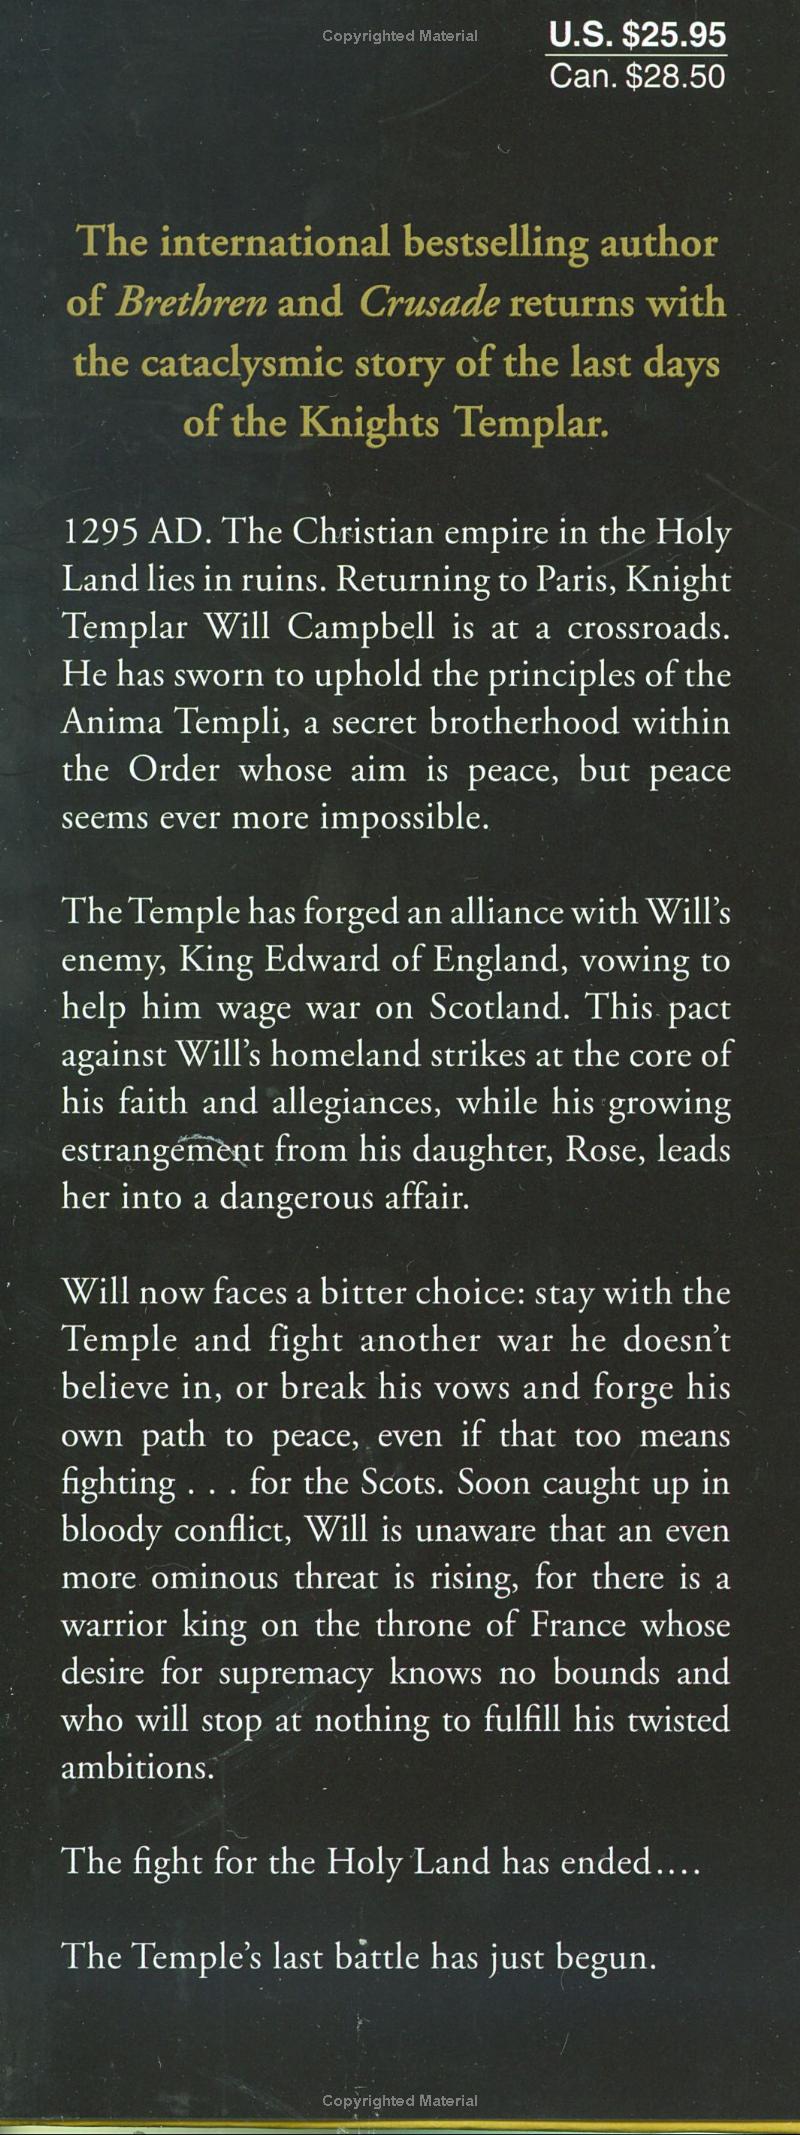 Copyrighted Material
U.S. $25.95
Can. $28.50
The international bestselling author
of Brethren and Crusade returns with
the cataclysmic story of the last days
of the Knights Templar.
1295 AD. The Christian empire in the Holy
Land lies in ruins. Returning to Paris, Knight
Templar Will Campbell is at a crossroads.
He has sworn to uphold the principles of the
Anima Templi, a secret brotherhood within
the Order whose aim is peace, but peace
seems ever more impossible.
The Temple has forged an alliance with Will's
enemy, King Edward of England, vowing to
help him wage war on Scotland. This pact
against Will's homeland strikes at the core of
his faith and allegiances, while his growing
estrangement from his daughter, Rose, leads
her into a dangerous affair.
Will now faces a bitter choice: stay with the
Temple and fight another war he doesn't
believe in, or break his vows and forge his
own path to peace, even if that too means
fighting . . . for the Scots. Soon caught up in
bloody conflict, Will is unaware that an even
more ominous threat is rising, for there is a
warrior king on the throne of France whose
desire for supremacy knows no bounds and
who will stop at nothing to fulfill his twisted
ambitions.
The fight for the Holy Land has ended....
The Temple's last battle has just begun.
Copyrighted Material